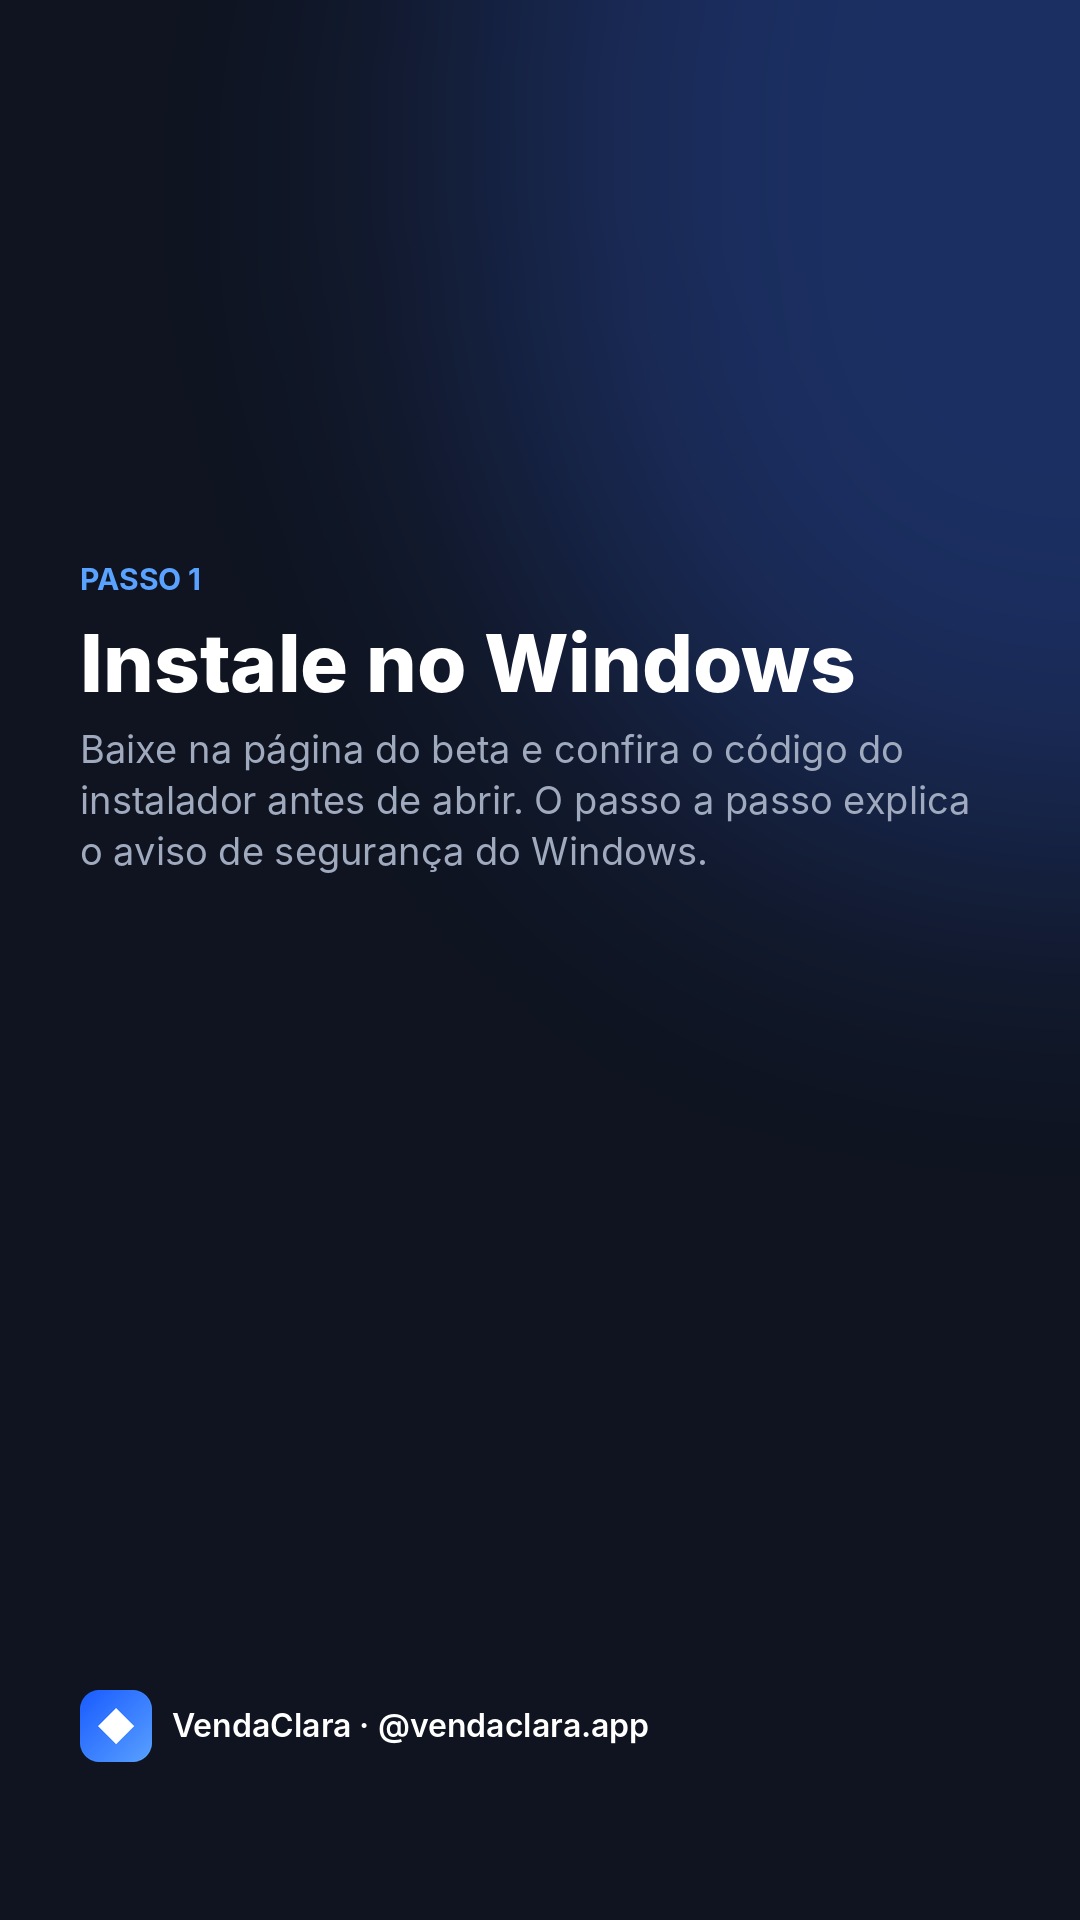 PASSO 1
Instale no Windows
Baixe na página do beta e confira o código do
instalador antes de abrir. O passo a passo explica
o aviso de segurança do Windows.
VendaClara · @vendaclara.app